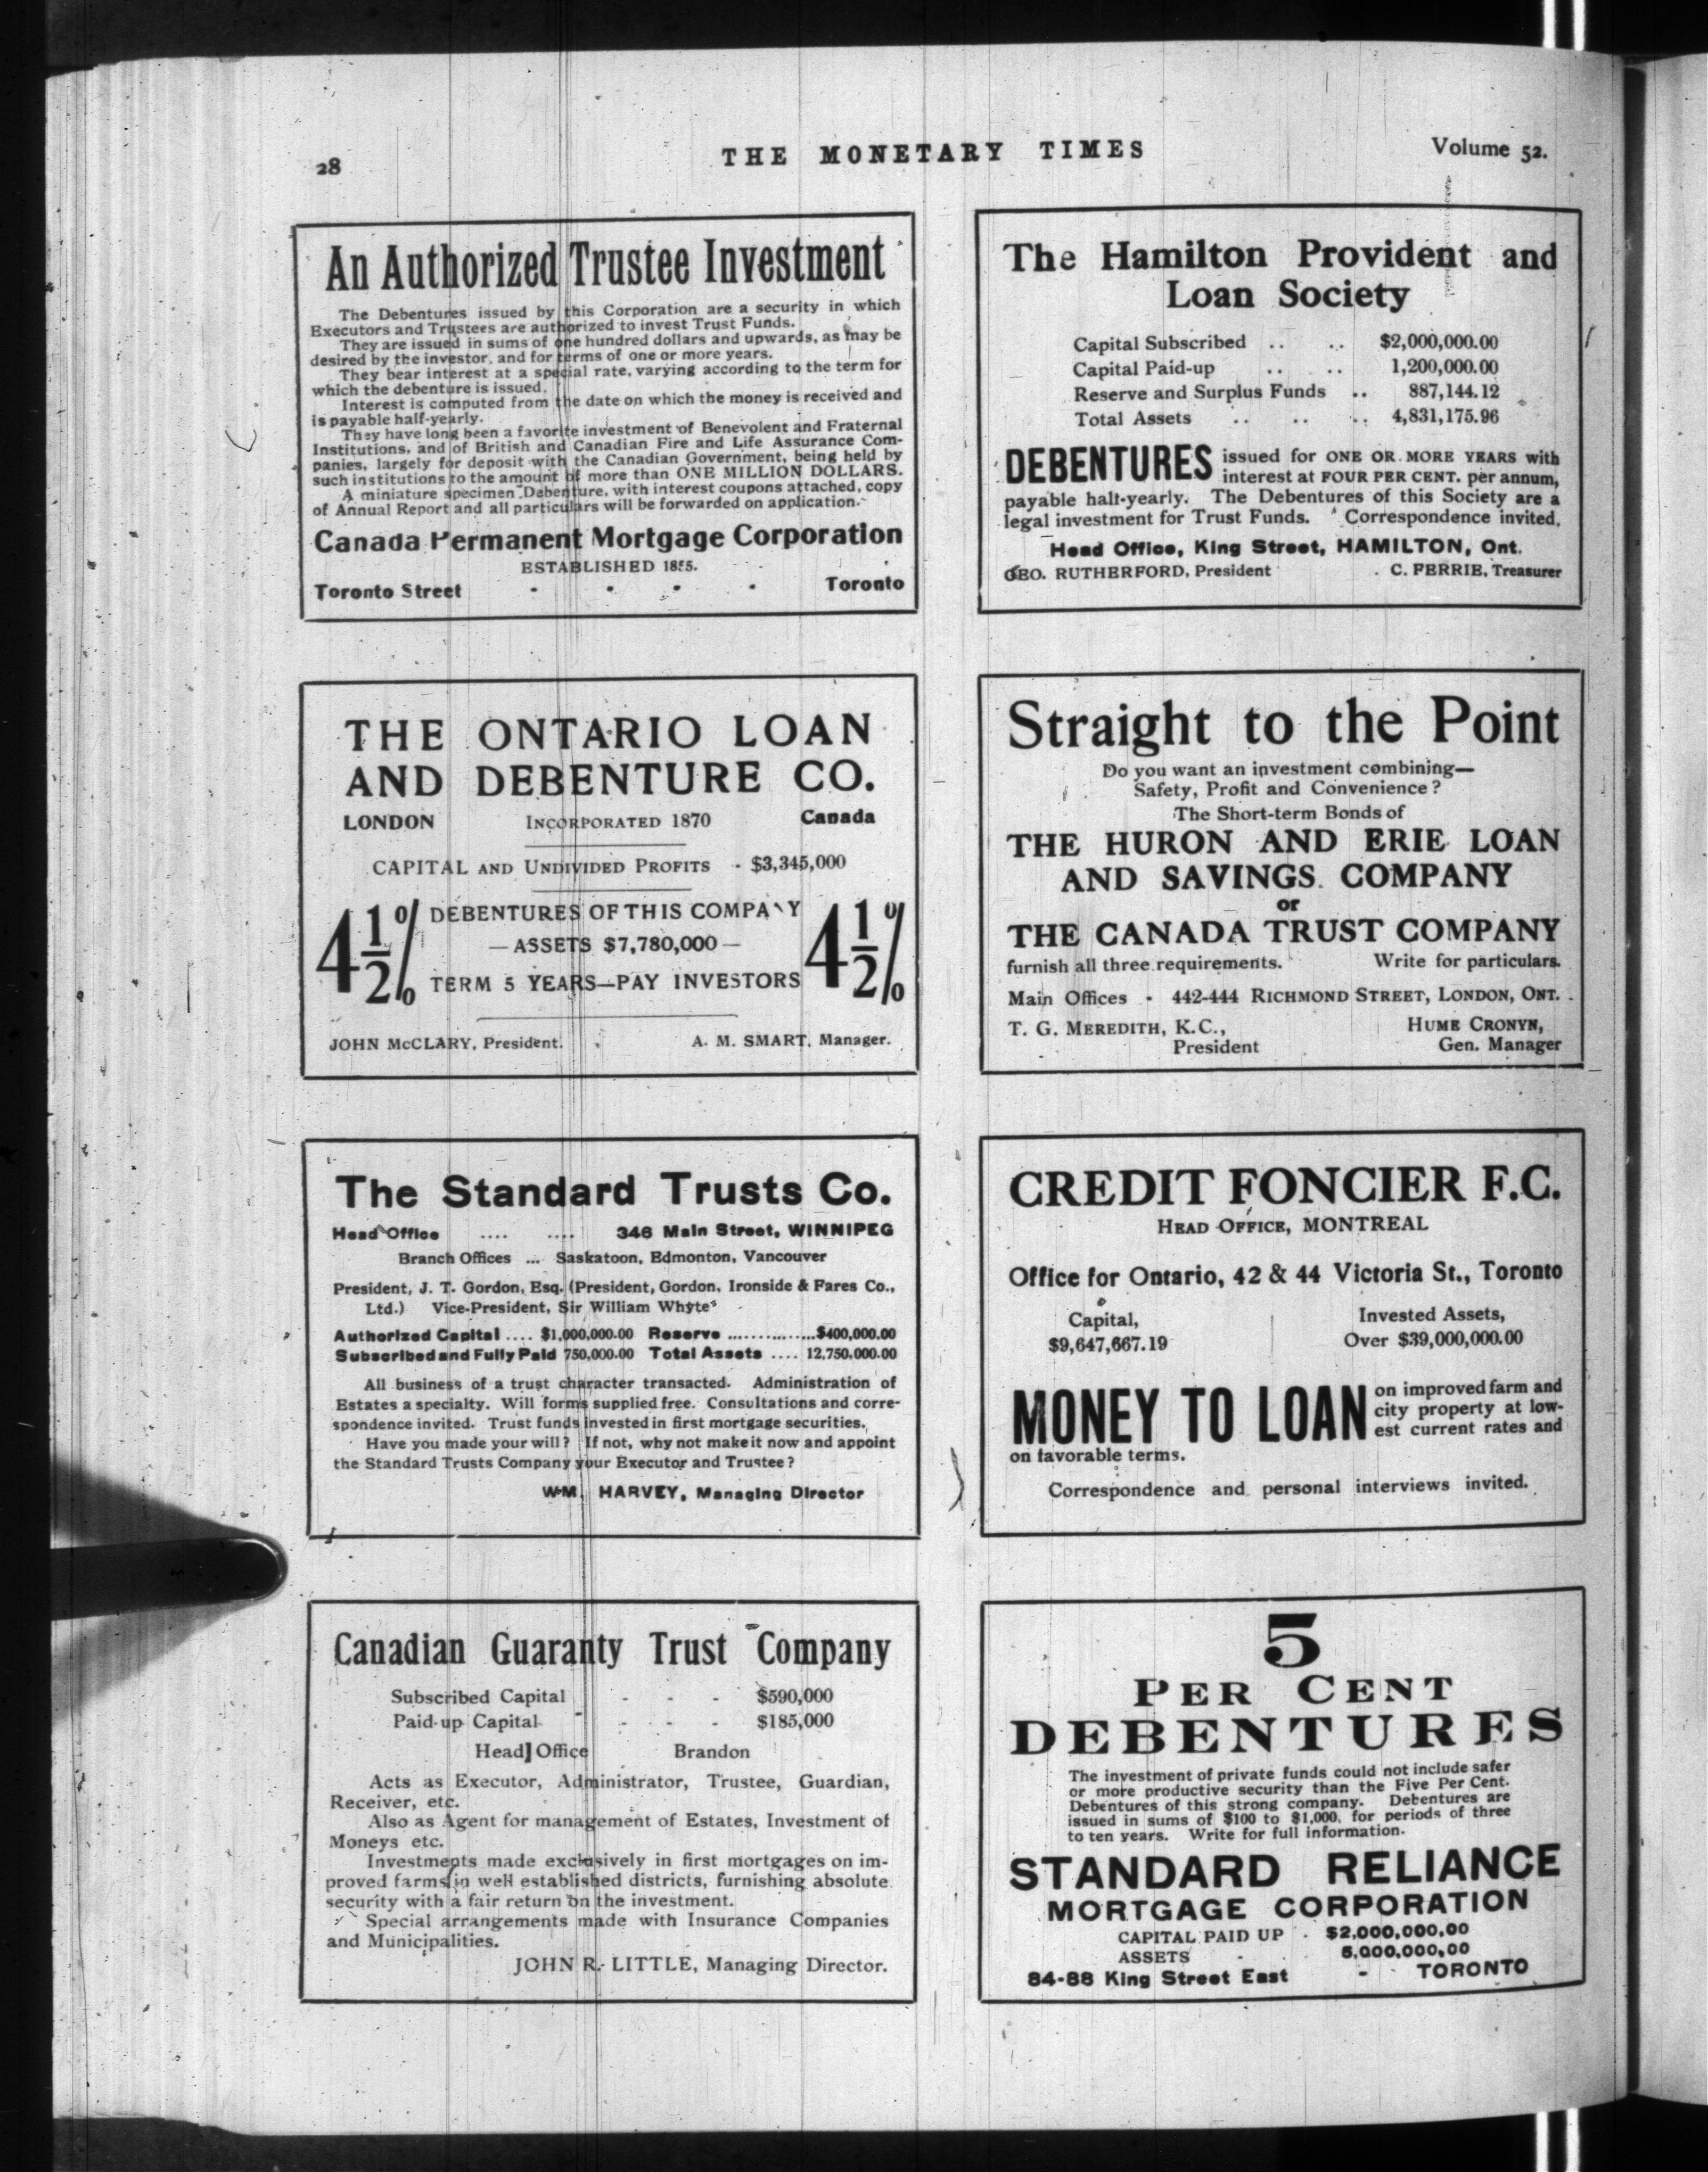 28
THE MONETARY TIMES
Volume 52.
An Authorized Trustee Investment
The Debentures issued by this Corporation are a security in which
Executors and Trustees are authorized to invest Trust Funds.
They are issued in sums of one hundred dollars and upwards, as may be
desired by the investor, and for terms of one or more years.
They bear interest at a special rate, varying according to the term for
which the debenture is issued.
Interest is computed from the date on which the money is received and
is payable half-yearly.
They have long been a favorite investment of Benevolent and Fraternal
Institutions, and of British and Canadian Fire and Life Assurance Com-
panies, largely for deposit with the Canadian Government, being held by
such institutions to the amount of more than ONE MILLION DOLLARS.
A miniature specimen Debenture, with interest coupons attached, copy
of Annual Report and all particulars will be forwarded on application.
Canada Permanent Mortgage Corporation
ESTABLISHED 1855.
Toronto Street - - - - Toronto
The Hamilton Provident and
Loan Society
Capital Subscribed .. .. $2,000,000.00
Capital Paid-up .. .. 1,200,000.00
Reserve and Surplus Funds .. 887,144.12
Total Assets .. .. .. 4,831,175.96
DEBENTURES issued for ONE OR MORE YEARS with
interest at FOUR PER CENT. per annum,
payable half-yearly. The Debentures of this Society are a
legal investment for Trust Funds. Correspondence invited.
Head Office, King Street, HAMILTON, Ont.
GEO. RUTHERFORD, President C. FERRIE, Treasurer
THE ONTARIO LOAN
AND DEBENTURE CO.
LONDON INCORPORATED 1870 Canada
CAPITAL AND UNDIVIDED PROFITS - $3,345,000
4½% DEBENTURES OF THIS COMPANY 4½%
— ASSETS $7,780,000 —
TERM 5 YEARS—PAY INVESTORS
JOHN McCLARY, President. A. M. SMART, Manager.
Straight to the Point
Do you want an investment combining—
Safety, Profit and Convenience?
The Short-term Bonds of
THE HURON AND ERIE LOAN
AND SAVINGS COMPANY
or
THE CANADA TRUST COMPANY
furnish all three requirements. Write for particulars.
Main Offices - 442-444 RICHMOND STREET, LONDON, ONT.
T. G. MEREDITH, K.C., HUME CRONYN,
President Gen. Manager
The Standard Trusts Co.
Head Office .... .... 346 Main Street, WINNIPEG
Branch Offices ... Saskatoon, Edmonton, Vancouver
President, J. T. Gordon, Esq. (President, Gordon, Ironside & Fares Co.,
Ltd.) Vice-President, Sir William Whyte
Authorized Capital .... $1,000,000.00 Reserve ..............$400,000.00
Subscribed and Fully Paid 750,000.00 Total Assets .... 12,750,000.00
All business of a trust character transacted. Administration of
Estates a specialty. Will forms supplied free. Consultations and corre-
spondence invited. Trust funds invested in first mortgage securities.
Have you made your will? If not, why not make it now and appoint
the Standard Trusts Company your Executor and Trustee?
WM. HARVEY, Managing Director
CREDIT FONCIER F.C.
HEAD OFFICE, MONTREAL
Office for Ontario, 42 & 44 Victoria St., Toronto
Capital, Invested Assets,
$9,647,667.19 Over $39,000,000.00
MONEY TO LOAN on improved farm and
city property at low-
est current rates and
on favorable terms.
Correspondence and personal interviews invited.
Canadian Guaranty Trust Company
Subscribed Capital - - - $590,000
Paid-up Capital - - - $185,000
Head Office Brandon
Acts as Executor, Administrator, Trustee, Guardian,
Receiver, etc.
Also as Agent for management of Estates, Investment of
Moneys etc.
Investments made exclusively in first mortgages on im-
proved farms in well established districts, furnishing absolute
security with a fair return on the investment.
Special arrangements made with Insurance Companies
and Municipalities.
JOHN R. LITTLE, Managing Director.
5
PER CENT
DEBENTURES
The investment of private funds could not include safer
or more productive security than the Five Per Cent.
Debentures of this strong company. Debentures are
issued in sums of $100 to $1,000, for periods of three
to ten years. Write for full information.
STANDARD RELIANCE
MORTGAGE CORPORATION
CAPITAL PAID UP - $2,000,000.00
ASSETS - 5,000,000.00
84-88 King Street East - TORONTO